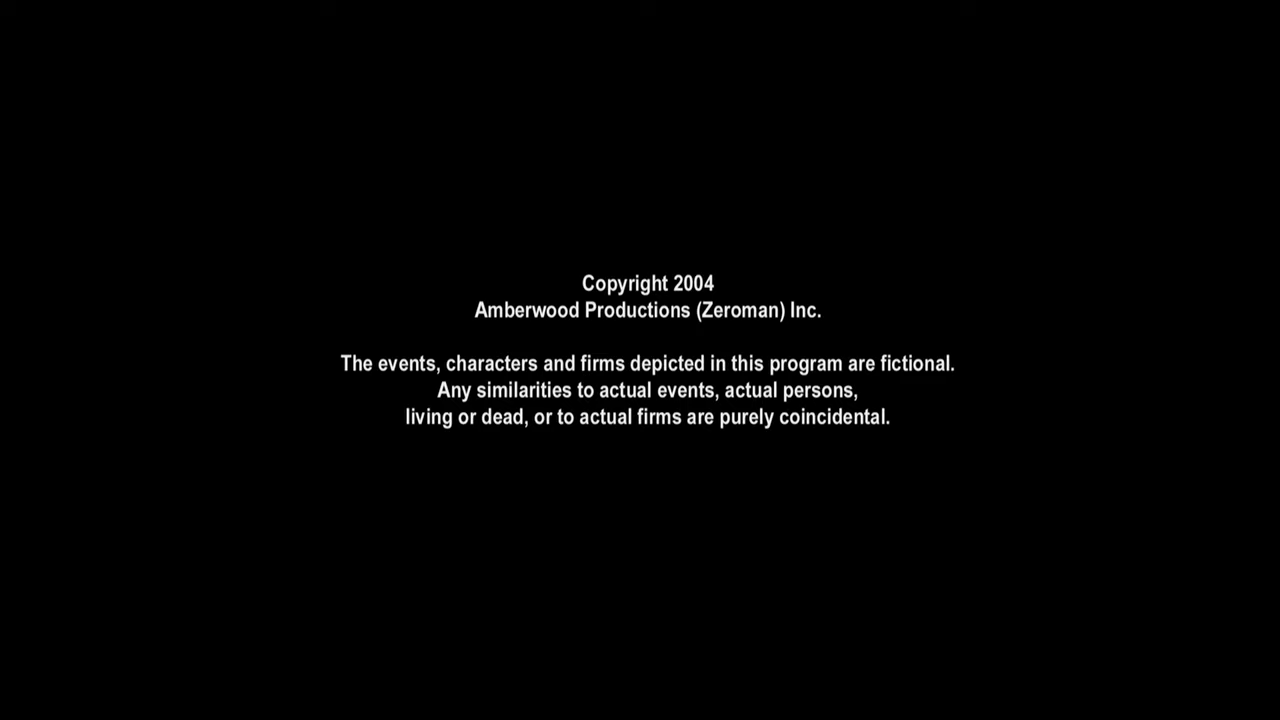 Copyright 2004
Amberwood Productions (Zeroman) Inc.
The events, characters and firms depicted in this program are fictional.
Any similarities to actual events, actual persons,
living or dead, or to actual firms are purely coincidental.